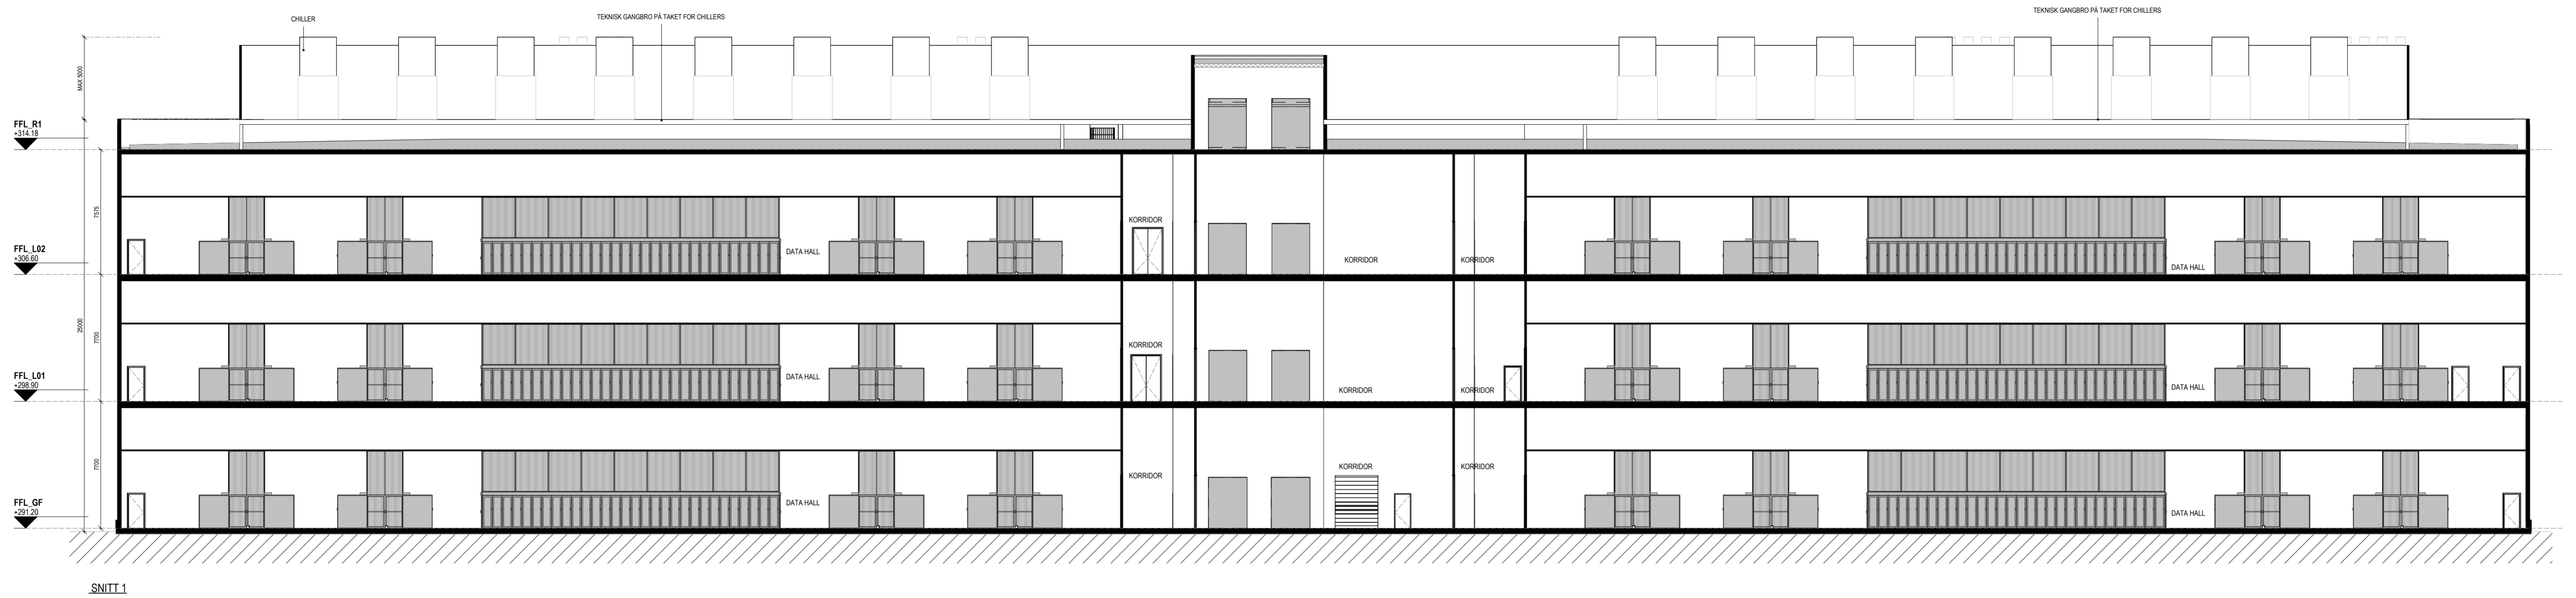 CHILLER
TEKNISK GANGBRO PÅ TAKET FOR CHILLERS
TEKNISK GANGBRO PÅ TAKET FOR CHILLERS
MAX 5000
FFL_R1
+314.18
7575
KORRIDOR
FFL_L02
+306.60
DATA HALL
KORRIDOR
KORRIDOR
DATA HALL
25000
7700
KORRIDOR
FFL_L01
+298.90
DATA HALL
KORRIDOR
KORRIDOR
DATA HALL
7700
KORRIDOR
KORRIDOR
KORRIDOR
FFL_GF
+291.20
DATA HALL
DATA HALL
SNITT 1